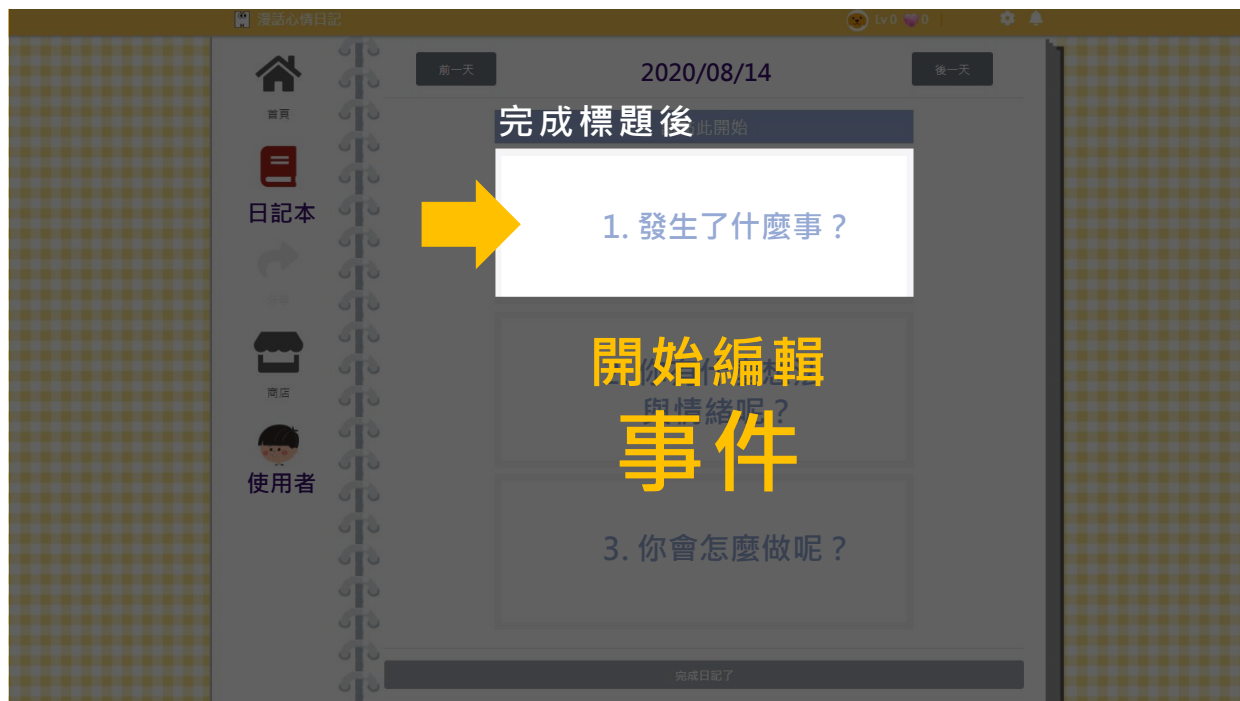 漫話心情日記
Lv 0 0
首頁
日記本
商店
使用者
前一天
2020/08/14
後一天
完成標題後
此開始
1. 發生了什麼事？
開始編輯
與情緒呢？
事件
3. 你會怎麼做呢？
完成日記了